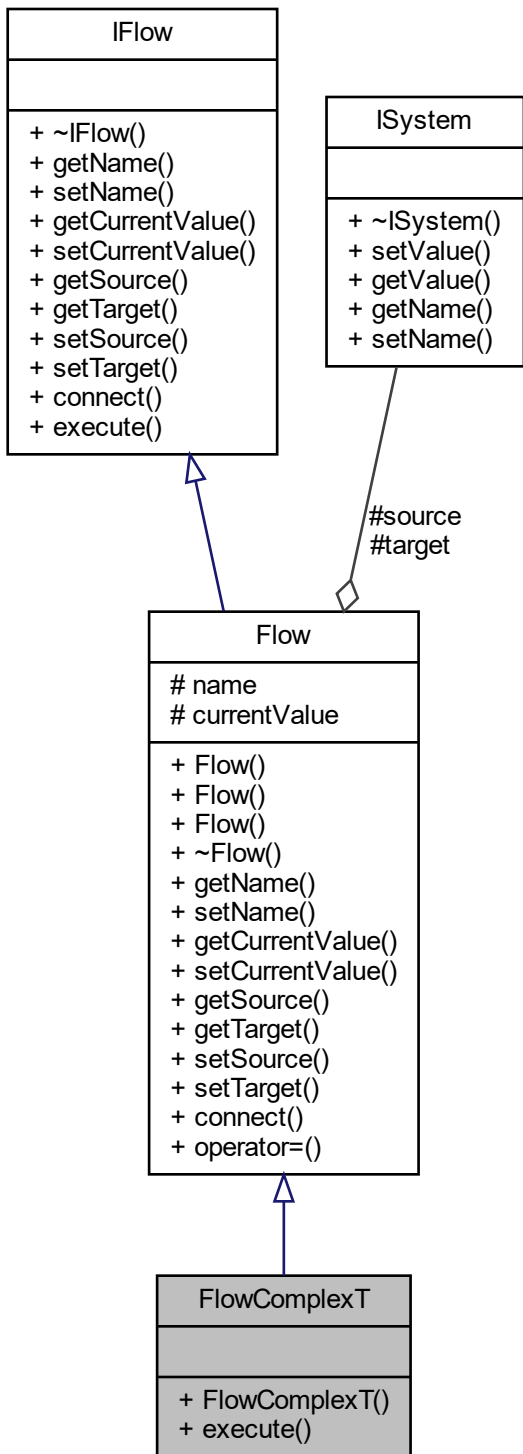 IFlow
+ ~IFlow()
+ getName()
+ setName()
+ getCurrentValue()
+ setCurrentValue()
+ getSource()
+ getTarget()
+ setSource()
+ setTarget()
+ connect()
+ execute()
ISystem
+ ~ISystem()
+ setValue()
+ getValue()
+ getName()
+ setName()
#source
#target
Flow
# name
# currentValue
+ Flow()
+ Flow()
+ Flow()
+ ~Flow()
+ getName()
+ setName()
+ getCurrentValue()
+ setCurrentValue()
+ getSource()
+ getTarget()
+ setSource()
+ setTarget()
+ connect()
+ operator=()
FlowComplexT
+ FlowComplexT()
+ execute()